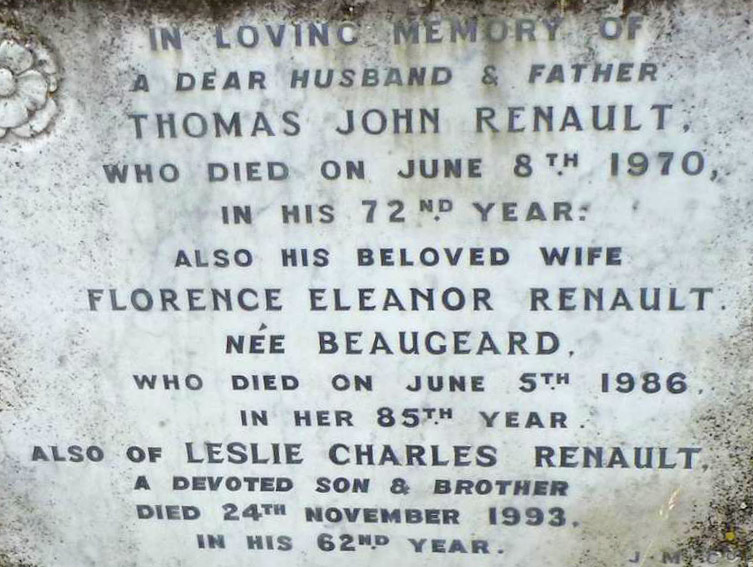 IN LOVING MEMORY OF
A DEAR HUSBAND & FATHER
THOMAS JOHN RENAULT,
WHO DIED ON JUNE 8TH 1970,
IN HIS 72ND YEAR.
ALSO HIS BELOVED WIFE
FLORENCE ELEANOR RENAULT.
NÉE BEAUGEARD,
WHO DIED ON JUNE 5TH 1986,
IN HER 85TH YEAR.
ALSO OF LESLIE CHARLES RENAULT,
A DEVOTED SON & BROTHER
DIED 24TH NOVEMBER 1993.
IN HIS 62ND YEAR.